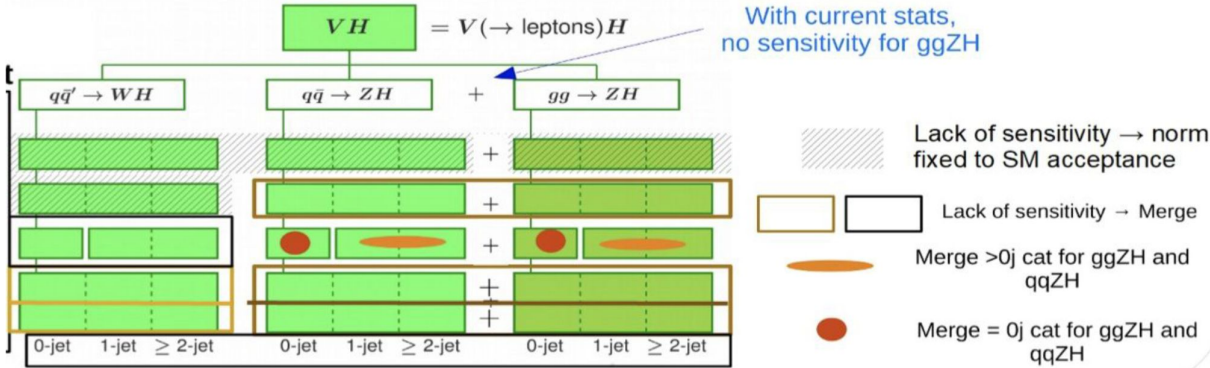 VH = V(→ leptons)H
With current stats,
no sensitivity for ggZH
t
qq̄′ → WH
qq̄ → ZH
+
gg → ZH
+
+
+
+
+
0-jet 1-jet ≥ 2-jet
0-jet 1-jet ≥ 2-jet
0-jet 1-jet ≥ 2-jet
Lack of sensitivity → norm
fixed to SM acceptance
Lack of sensitivity → Merge
Merge >0j cat for ggZH and
qqZH
Merge = 0j cat for ggZH and
qqZH